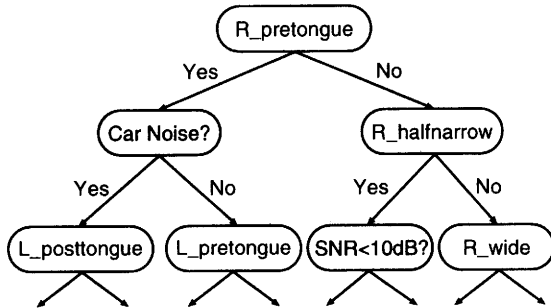 R_pretongue
Yes No
Car Noise? R_halfnarrow
Yes No Yes No
L_posttongue L_pretongue SNR<10dB? R_wide